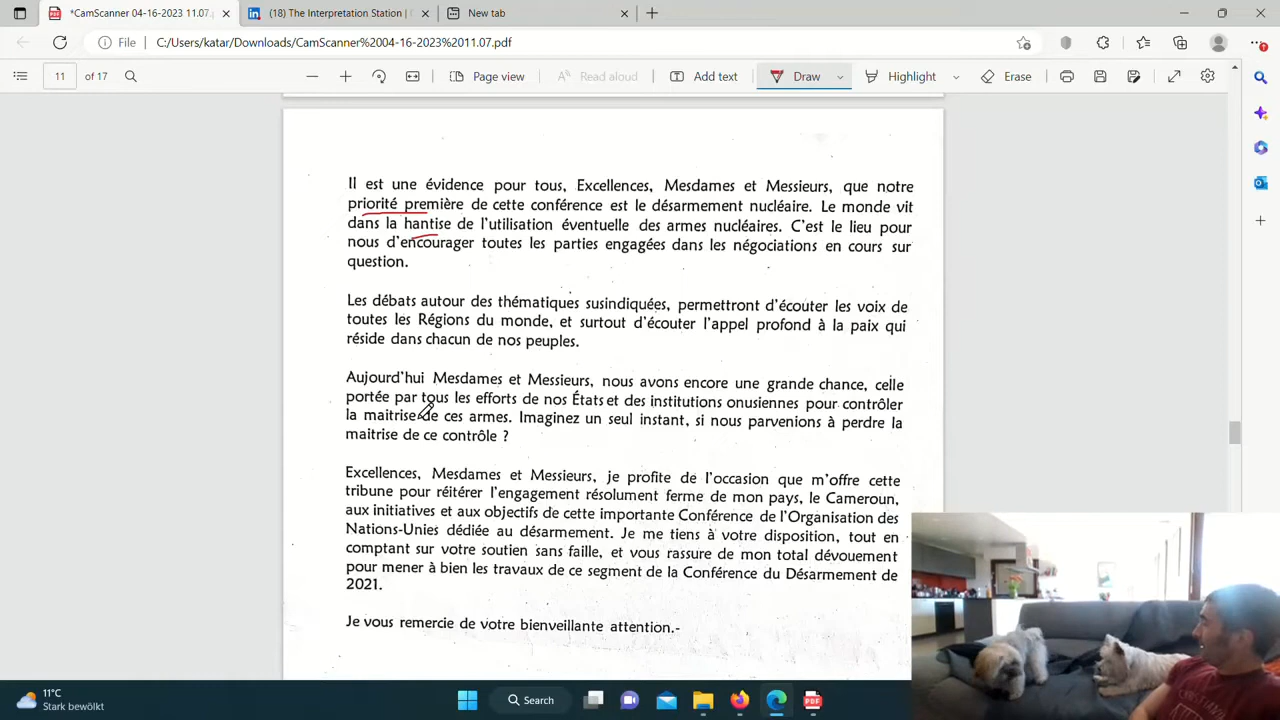 *CamScanner 04-16-2023 11.07.p
(18) The Interpretation Station |
New tab
File
C:/Users/katar/Downloads/CamScanner%2004-16-2023%2011.07.pdf
11 of 17
Page view
Read aloud
Add text
Draw
Highlight
Erase
Il est une évidence pour tous, Excellences, Mesdames et Messieurs, que notre
priorité première de cette conférence est le désarmement nucléaire. Le monde vit
dans la hantise de l'utilisation éventuelle des armes nucléaires. C'est le lieu pour
nous d'encourager toutes les parties engagées dans les négociations en cours sur
question.
Les débats autour des thématiques susindiquées, permettront d'écouter les voix de
toutes les Régions du monde, et surtout d'écouter l'appel profond à la paix qui
réside dans chacun de nos peuples.
Aujourd'hui Mesdames et Messieurs, nous avons encore une grande chance, celle
portée par tous les efforts de nos États et des institutions onusiennes pour contrôler
la maitrise de ces armes. Imaginez un seul instant, si nous parvenions à perdre la
maitrise de ce contrôle ?
Excellences, Mesdames et Messieurs, je profite de l'occasion que m'offre cette
tribune pour réitérer l'engagement résolument ferme de mon pays, le Cameroun,
aux initiatives et aux objectifs de cette importante Conférence de l'Organisation des
Nations-Unies dédiée au désarmement. Je me tiens à votre disposition, tout en
comptant sur votre soutien sans faille, et vous rassure de mon total dévouement
pour mener à bien les travaux de ce segment de la Conférence du Désarmement de
2021.
Je vous remercie de votre bienveillante attention.-
11°C
Stark bewölkt
Search